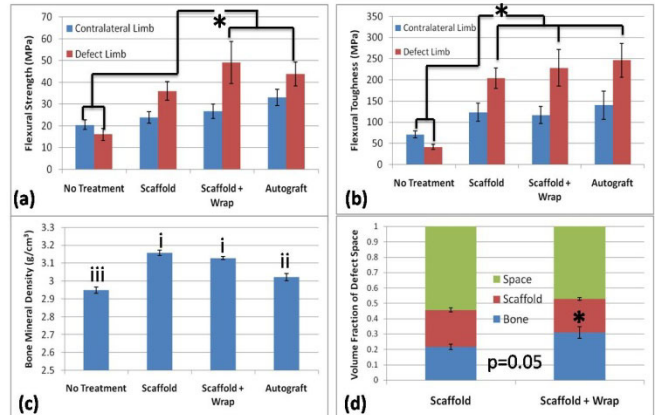 Flexural Strength (MPa)
70
60
50
40
30
20
10
0
Contralateral Limb
Defect Limb
*
No Treatment
Scaffold
Scaffold + Wrap
Autograft
(a)
Flexural Toughness (MPa)
400
350
300
250
200
150
100
50
0
Contralateral Limb
Defect Limb
*
No Treatment
Scaffold
Scaffold + Wrap
Autograft
(b)
Bone Mineral Density (g/cm³)
3.3
3.2
3.1
3
2.9
2.8
2.7
2.6
2.5
iii
i
i
ii
No Treatment
Scaffold
Scaffold + Wrap
Autograft
(c)
Volume Fraction of Defect Space
1
0.9
0.8
0.7
0.6
0.5
0.4
0.3
0.2
0.1
0
Space
Scaffold
Bone
*
p=0.05
Scaffold
Scaffold + Wrap
(d)